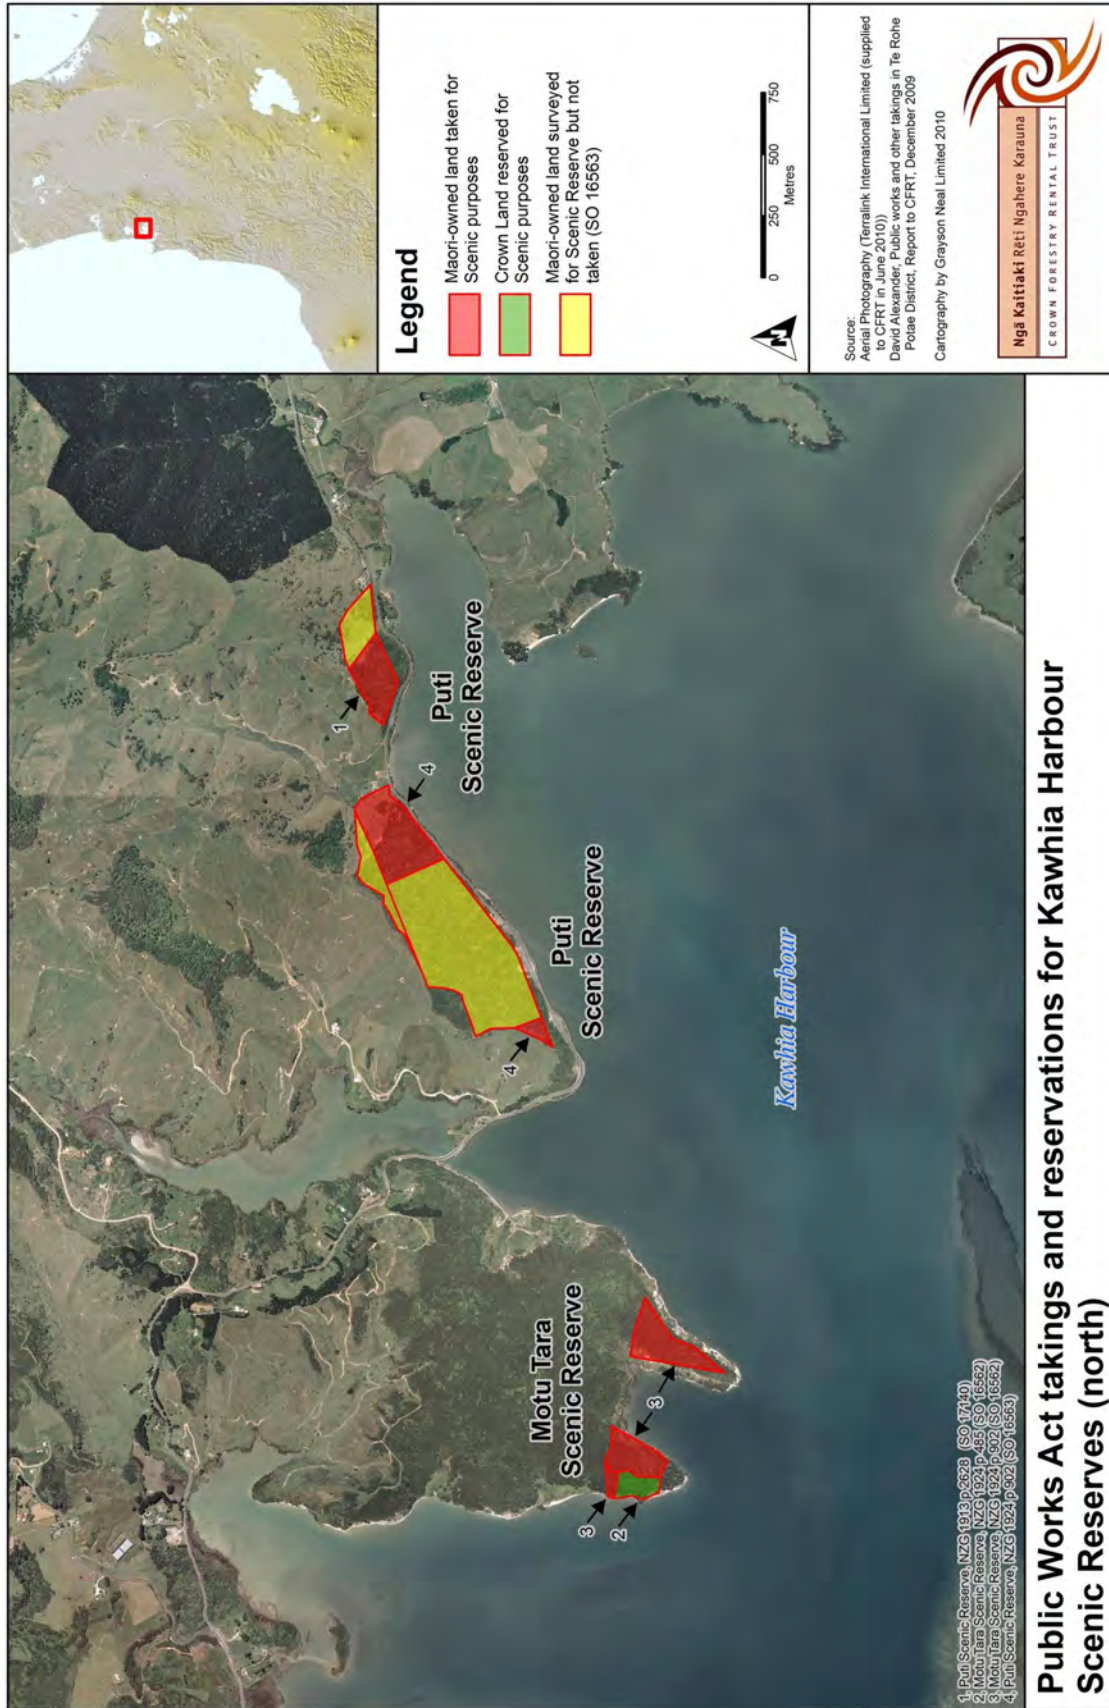 Motu Tara
Scenic Reserve
Puti
Scenic Reserve
Puti
Scenic Reserve
1
4
4
3
3
2
Kawhia Harbour
1, Puti Scenic Reserve, NZG 1913 p 2628 (SO 17140)
2, Motu Tara Scenic Reserve, NZG 1924 p 485 (SO 16562)
3, Motu Tara Scenic Reserve, NZG 1924 p 902 (SO 16562)
4, Puti Scenic Reserve, NZG 1924 p 902 (SO 16563)
Public Works Act takings and reservations for Kawhia Harbour
Scenic Reserves (north)
Legend
Maori-owned land taken for
Scenic purposes
Crown Land reserved for
Scenic purposes
Maori-owned land surveyed
for Scenic Reserve but not
taken (SO 16563)
N
0 250 500 750
Metres
Source:
Aerial Photography (Terralink International Limited (supplied
to CFRT in June 2010))
David Alexander, Public works and other takings in Te Rohe
Potae District, Report to CFRT, December 2009
Cartography by Grayson Neal Limited 2010
Ngā Kaitiaki Rēti Ngahere Karauna
CROWN FORESTRY RENTAL TRUST